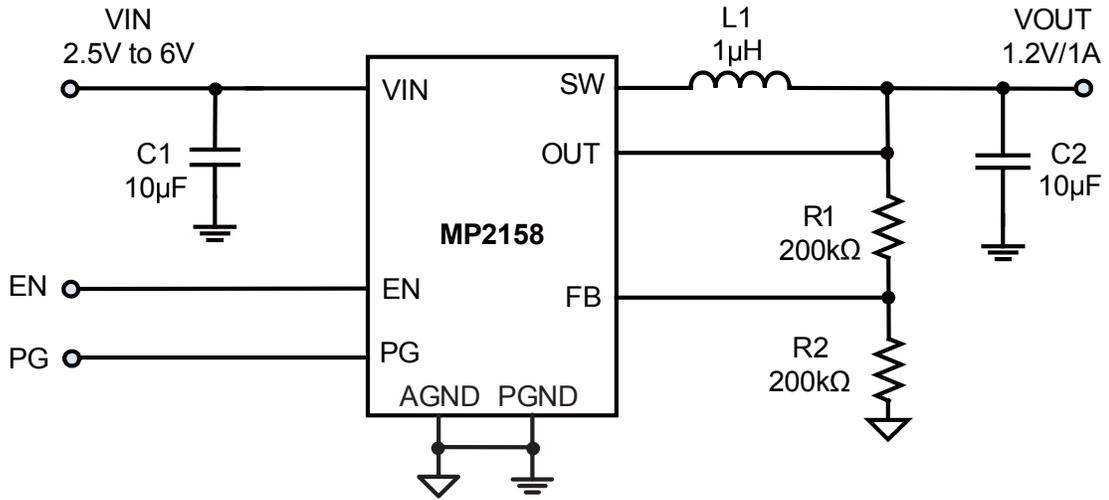 VIN
2.5V to 6V
L1
1µH
VOUT
1.2V/1A
VIN
SW
C1
10µF
OUT
C2
10µF
R1
200kΩ
MP2158
EN
EN
FB
PG
PG
R2
200kΩ
AGND PGND